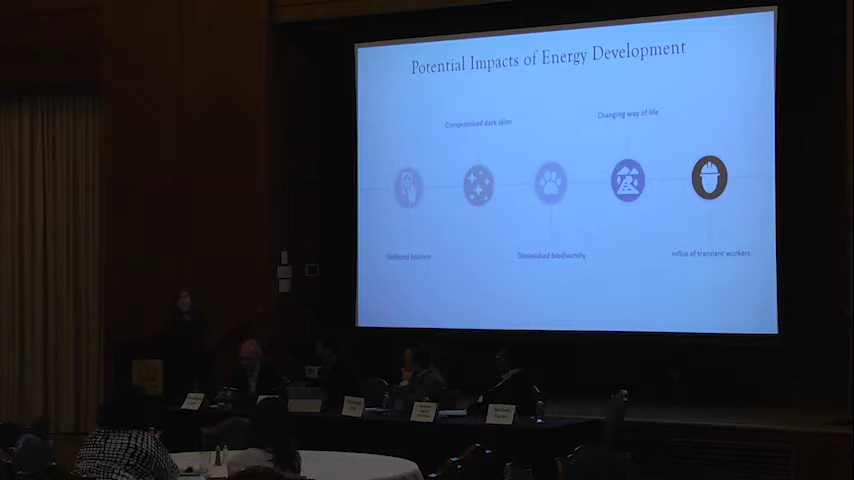 Potential Impacts of Energy Development
Compromised dark skies
Changing way of life
Reduced tourism
Diminished biodiversity
Influx of transient workers